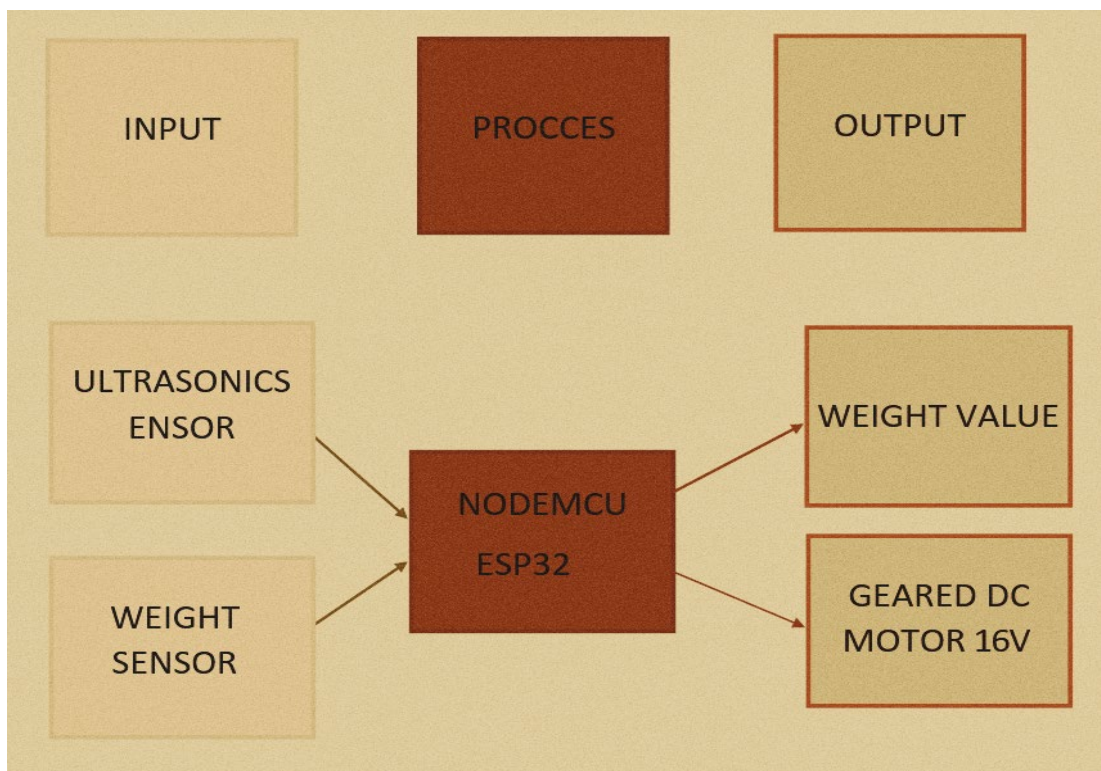 INPUT
PROCCES
OUTPUT
ULTRASONICS
ENSOR
WEIGHT
SENSOR
NODEMCU
ESP32
WEIGHT VALUE
GEARED DC
MOTOR 16V